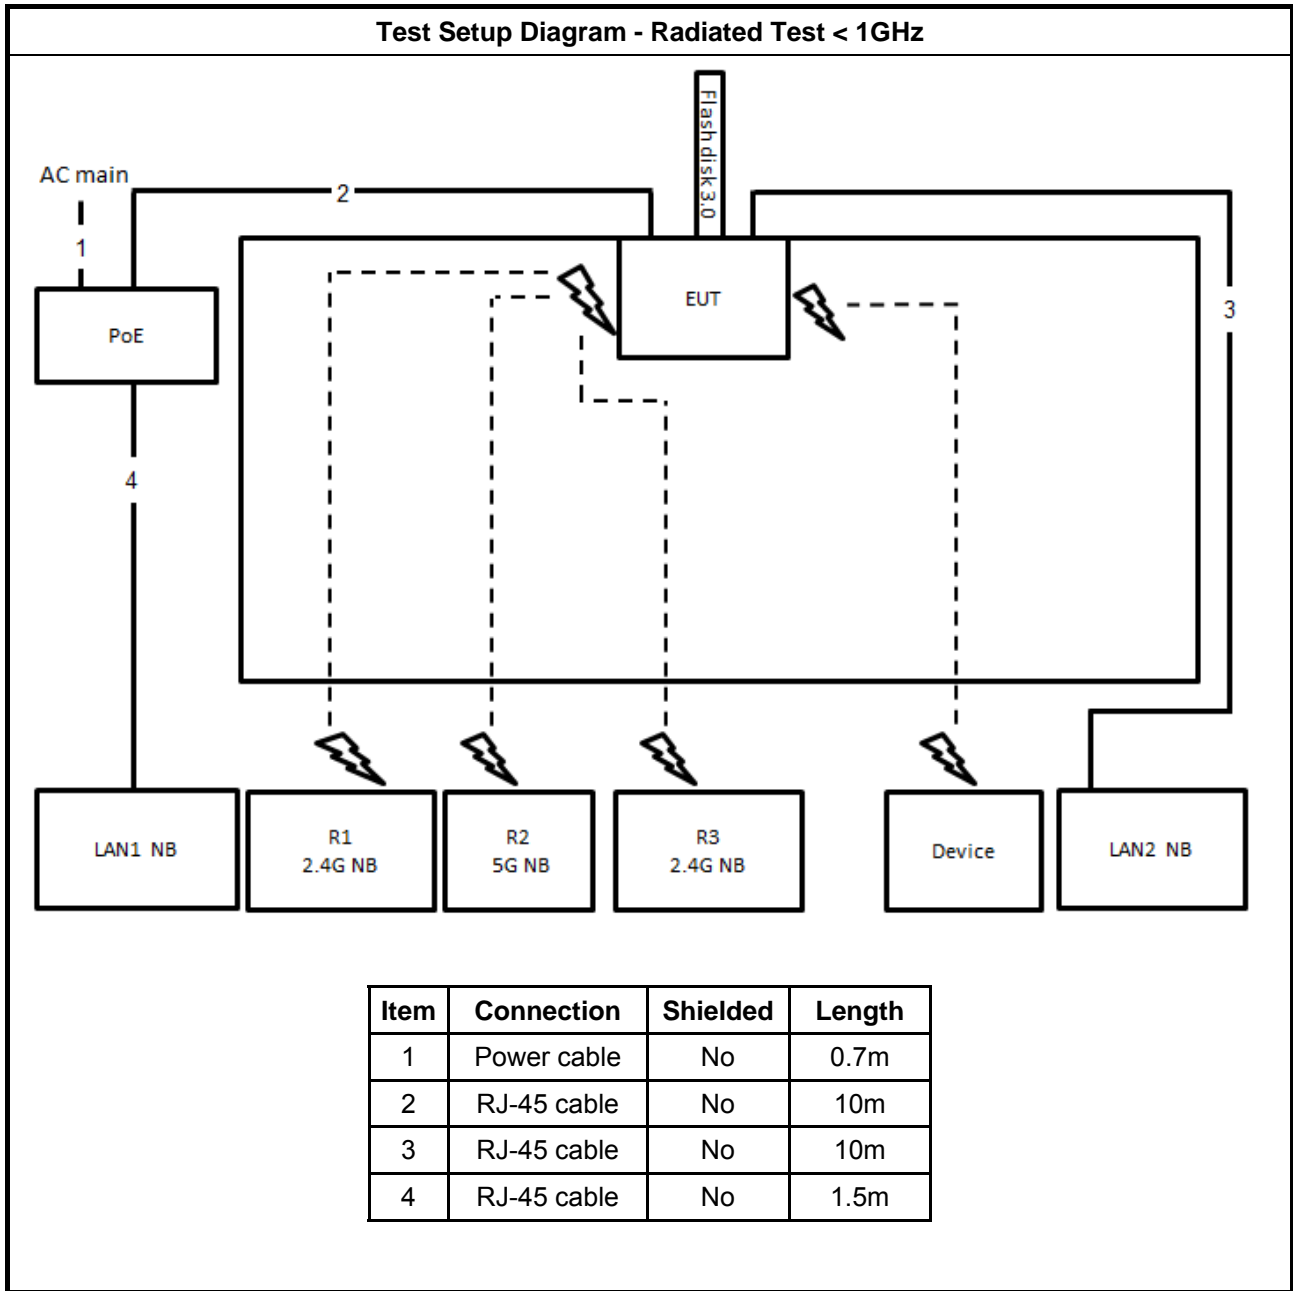 Test Setup Diagram - Radiated Test < 1GHz
Flash disk 3.0
AC main
2
1
EUT
3
PoE
4
LAN1 NB
R1
2.4G NB
R2
5G NB
R3
2.4G NB
Device
LAN2 NB
Item Connection Shielded Length
1 Power cable No 0.7m
2 RJ-45 cable No 10m
3 RJ-45 cable No 10m
4 RJ-45 cable No 1.5m